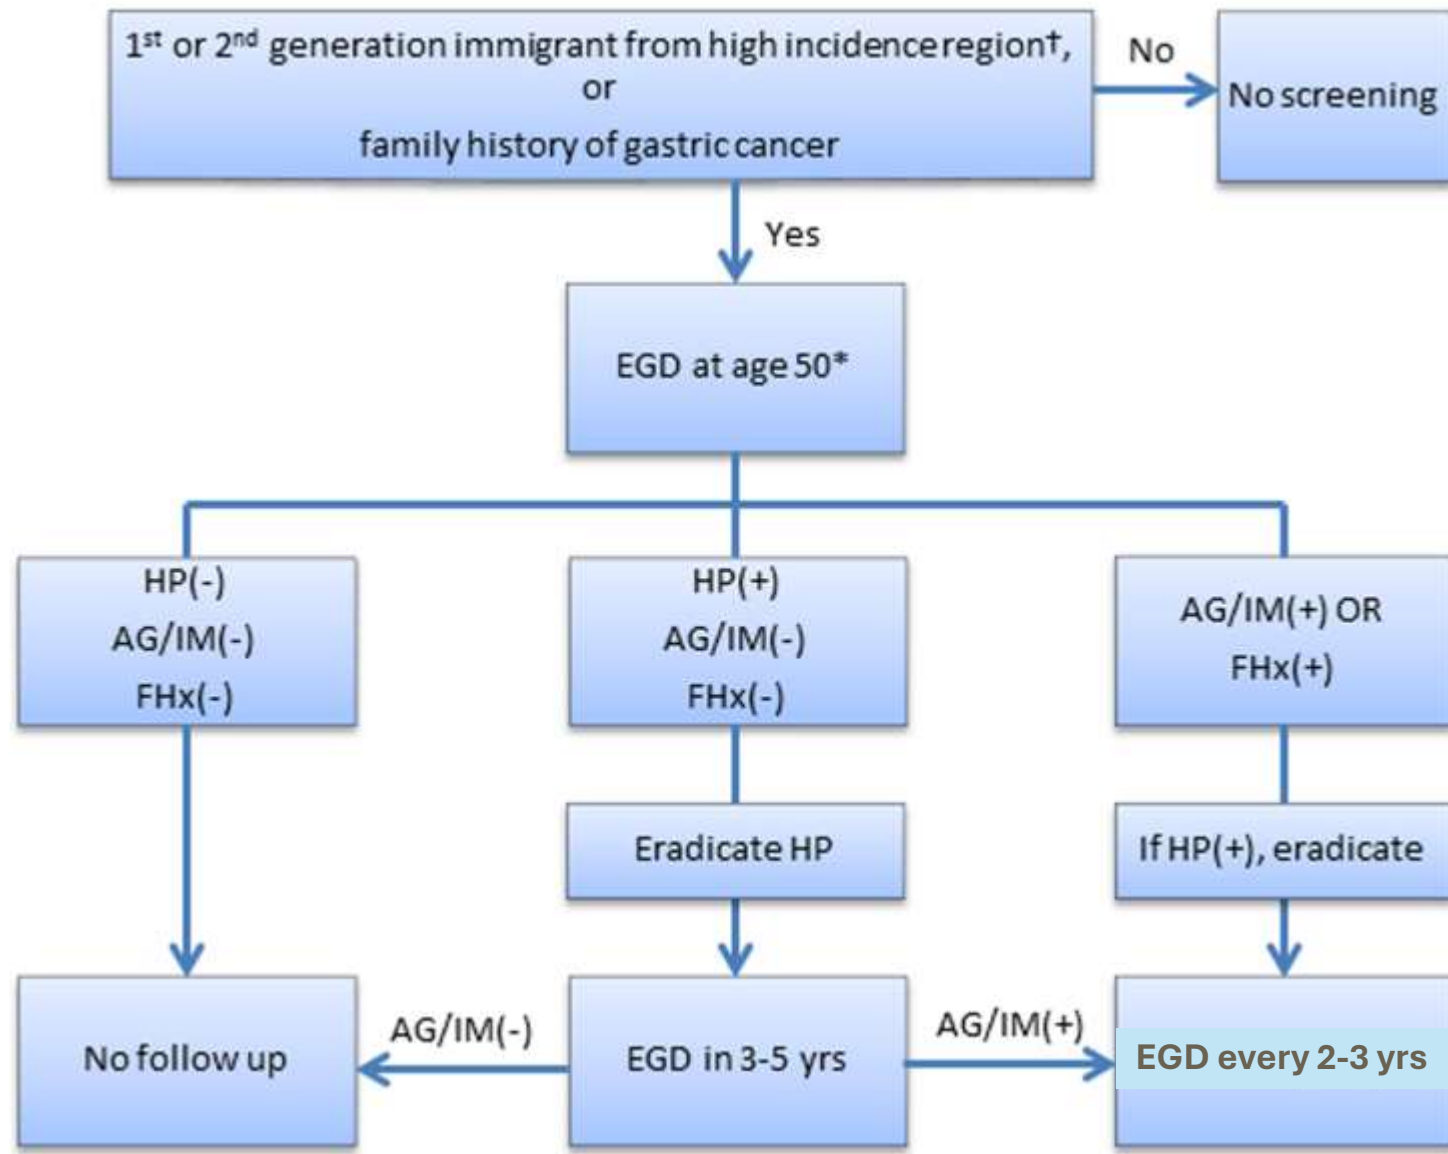 1st or 2nd generation immigrant from high incidence region†,
or
family history of gastric cancer
No
No screening
Yes
EGD at age 50*
HP(-)
AG/IM(-)
FHx(-)
HP(+)
AG/IM(-)
FHx(-)
AG/IM(+) OR
FHx(+)
Eradicate HP
If HP(+), eradicate
No follow up
AG/IM(-)
EGD in 3-5 yrs
AG/IM(+)
EGD every 2-3 yrs